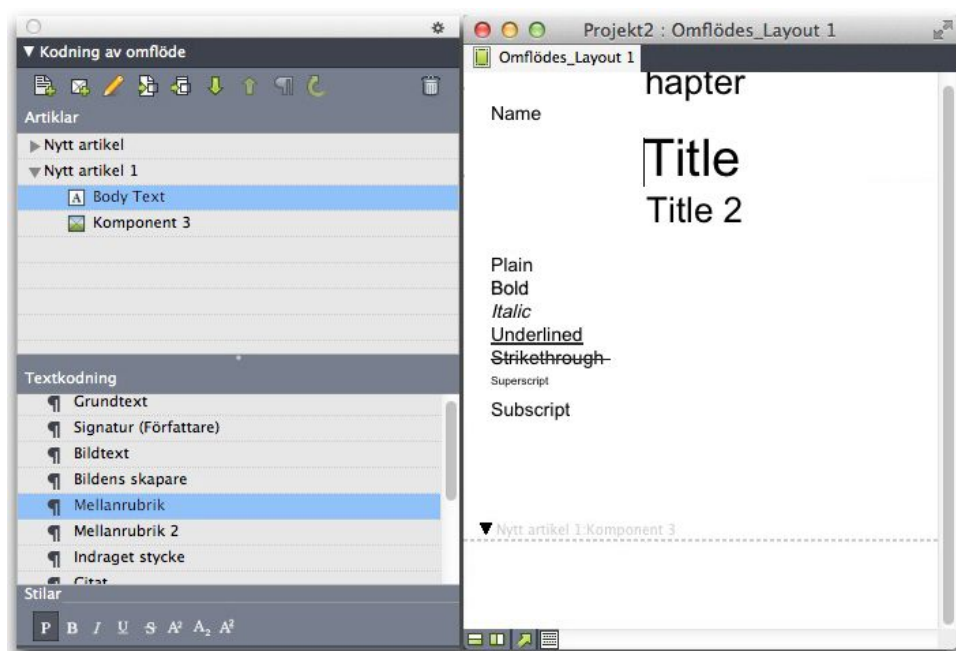 Kodning av omflöde
Artiklar
Nytt artikel
Nytt artikel 1
A Body Text
Komponent 3
Textkodning
Grundtext
Signatur (Författare)
Bildtext
Bildens skapare
Mellanrubrik
Mellanrubrik 2
Indraget stycke
Citat
Stilar
P B I U S A² A₂ A²
Projekt2 : Omflödes_Layout 1
Omflödes_Layout 1
hapter
Name
Title
Title 2
Plain
Bold
Italic
Underlined
Strikethrough
Superscript
Subscript
Nytt artikel 1:Komponent 3